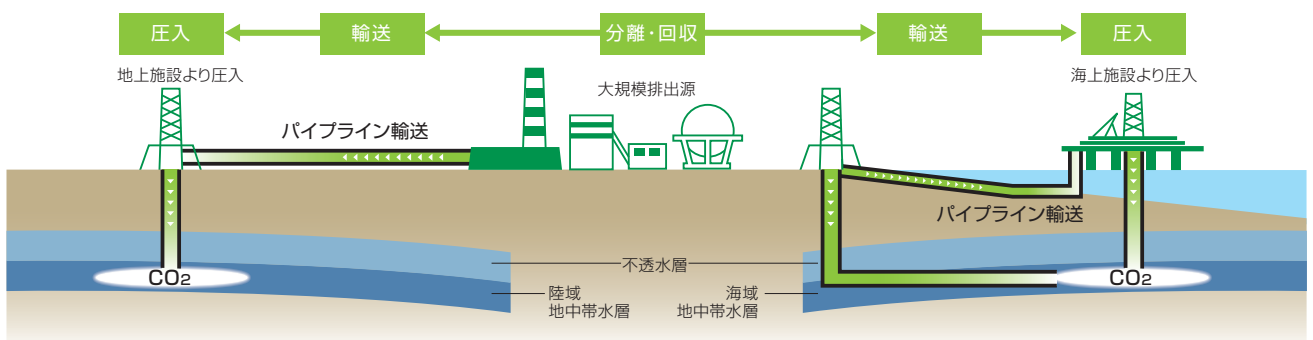 圧入
輸送
分離・回収
輸送
圧入
地上施設より圧入
大規模排出源
海上施設より圧入
パイプライン輸送
パイプライン輸送
不透水層
CO2
CO2
陸域
地中帯水層
海域
地中帯水層